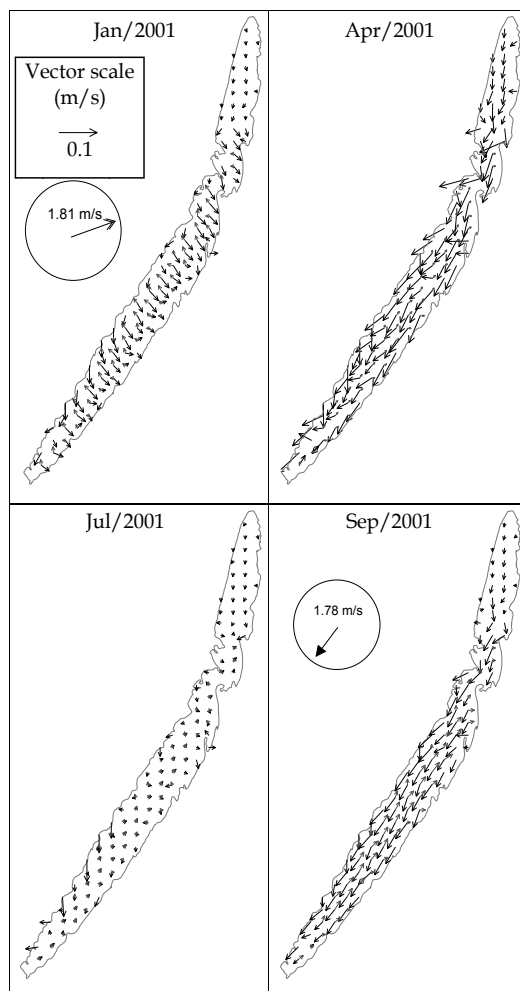 Jan/2001
Vector scale
(m/s)
0.1
1.81 m/s
Apr/2001
Jul/2001
Sep/2001
1.78 m/s